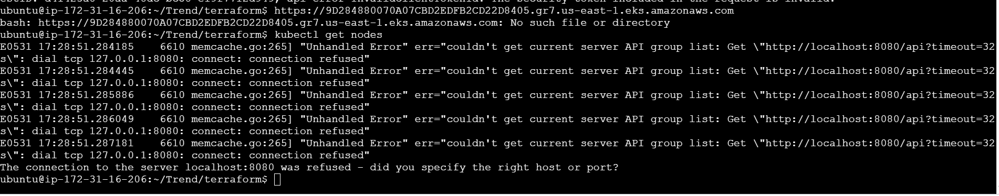 api error InvalidClientTokenId: The security token included in the request is invalid.
ubuntu@ip-172-31-16-206:~/Trend/terraform$ https://9D284880070A07CBD2EDFB2CD22D8405.gr7.us-east-1.eks.amazonaws.com
bash: https://9D284880070A07CBD2EDFB2CD22D8405.gr7.us-east-1.eks.amazonaws.com: No such file or directory
ubuntu@ip-172-31-16-206:~/Trend/terraform$ kubectl get nodes
E0531 17:28:51.284185    6610 memcache.go:265] "Unhandled Error" err="couldn't get current server API group list: Get \"http://localhost:8080/api?timeout=32
s\": dial tcp 127.0.0.1:8080: connect: connection refused"
E0531 17:28:51.284445    6610 memcache.go:265] "Unhandled Error" err="couldn't get current server API group list: Get \"http://localhost:8080/api?timeout=32
s\": dial tcp 127.0.0.1:8080: connect: connection refused"
E0531 17:28:51.285886    6610 memcache.go:265] "Unhandled Error" err="couldn't get current server API group list: Get \"http://localhost:8080/api?timeout=32
s\": dial tcp 127.0.0.1:8080: connect: connection refused"
E0531 17:28:51.286049    6610 memcache.go:265] "Unhandled Error" err="couldn't get current server API group list: Get \"http://localhost:8080/api?timeout=32
s\": dial tcp 127.0.0.1:8080: connect: connection refused"
E0531 17:28:51.287181    6610 memcache.go:265] "Unhandled Error" err="couldn't get current server API group list: Get \"http://localhost:8080/api?timeout=32
s\": dial tcp 127.0.0.1:8080: connect: connection refused"
The connection to the server localhost:8080 was refused - did you specify the right host or port?
ubuntu@ip-172-31-16-206:~/Trend/terraform$